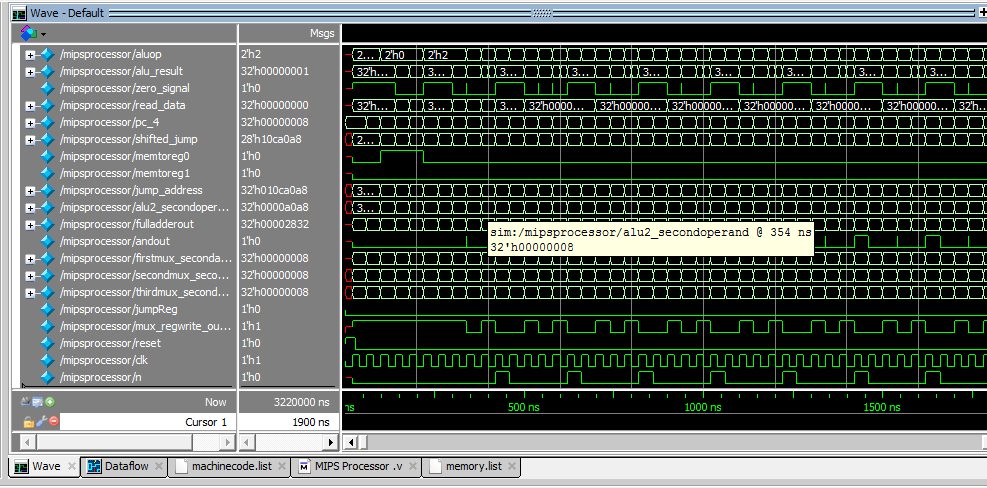 Wave - Default
Msgs
/mipsprocessor/aluop 2'h2 2... 2'h0 2'h2
/mipsprocessor/alu_result 32'h00000001 32'h... 3... 3... 3... 3... 3... 3... 3... 3...
/mipsprocessor/zero_signal 1'h0
/mipsprocessor/read_data 32'h00000000 32'h... 3... 3... 32'h0000... 32'h0000... 32'h0000... 32'h0000... 32'h0000... 32'h0000... 32'h...
/mipsprocessor/pc_4 32'h00000008
/mipsprocessor/shifted_jump 28'h10ca0a8 2...
/mipsprocessor/memtoreg0 1'h0
/mipsprocessor/memtoreg1 1'h0
/mipsprocessor/jump_address 32'h010ca0a8 3...
/mipsprocessor/alu2_secondoper... 32'h0000a0a8 3...
/mipsprocessor/fulladderout 32'h00002832
sim:/mipsprocessor/alu2_secondoperand @ 354 ns
/mipsprocessor/andout 1'h0
32'h00000008
/mipsprocessor/firstmux_seconda... 32'h00000008
/mipsprocessor/secondmux_seco... 32'h00000008
/mipsprocessor/thirdmux_second... 32'h00000008
/mipsprocessor/jumpReg 1'h0
/mipsprocessor/mux_regwrite_ou... 1'h1
/mipsprocessor/reset 1'h0
/mipsprocessor/clk 1'h1
/mipsprocessor/n 1'h0
Now 3220000 ns ns 500 ns 1000 ns 1500 ns
Cursor 1 1900 ns
Wave Dataflow machinecode.list MIPS Processor .v memory.list